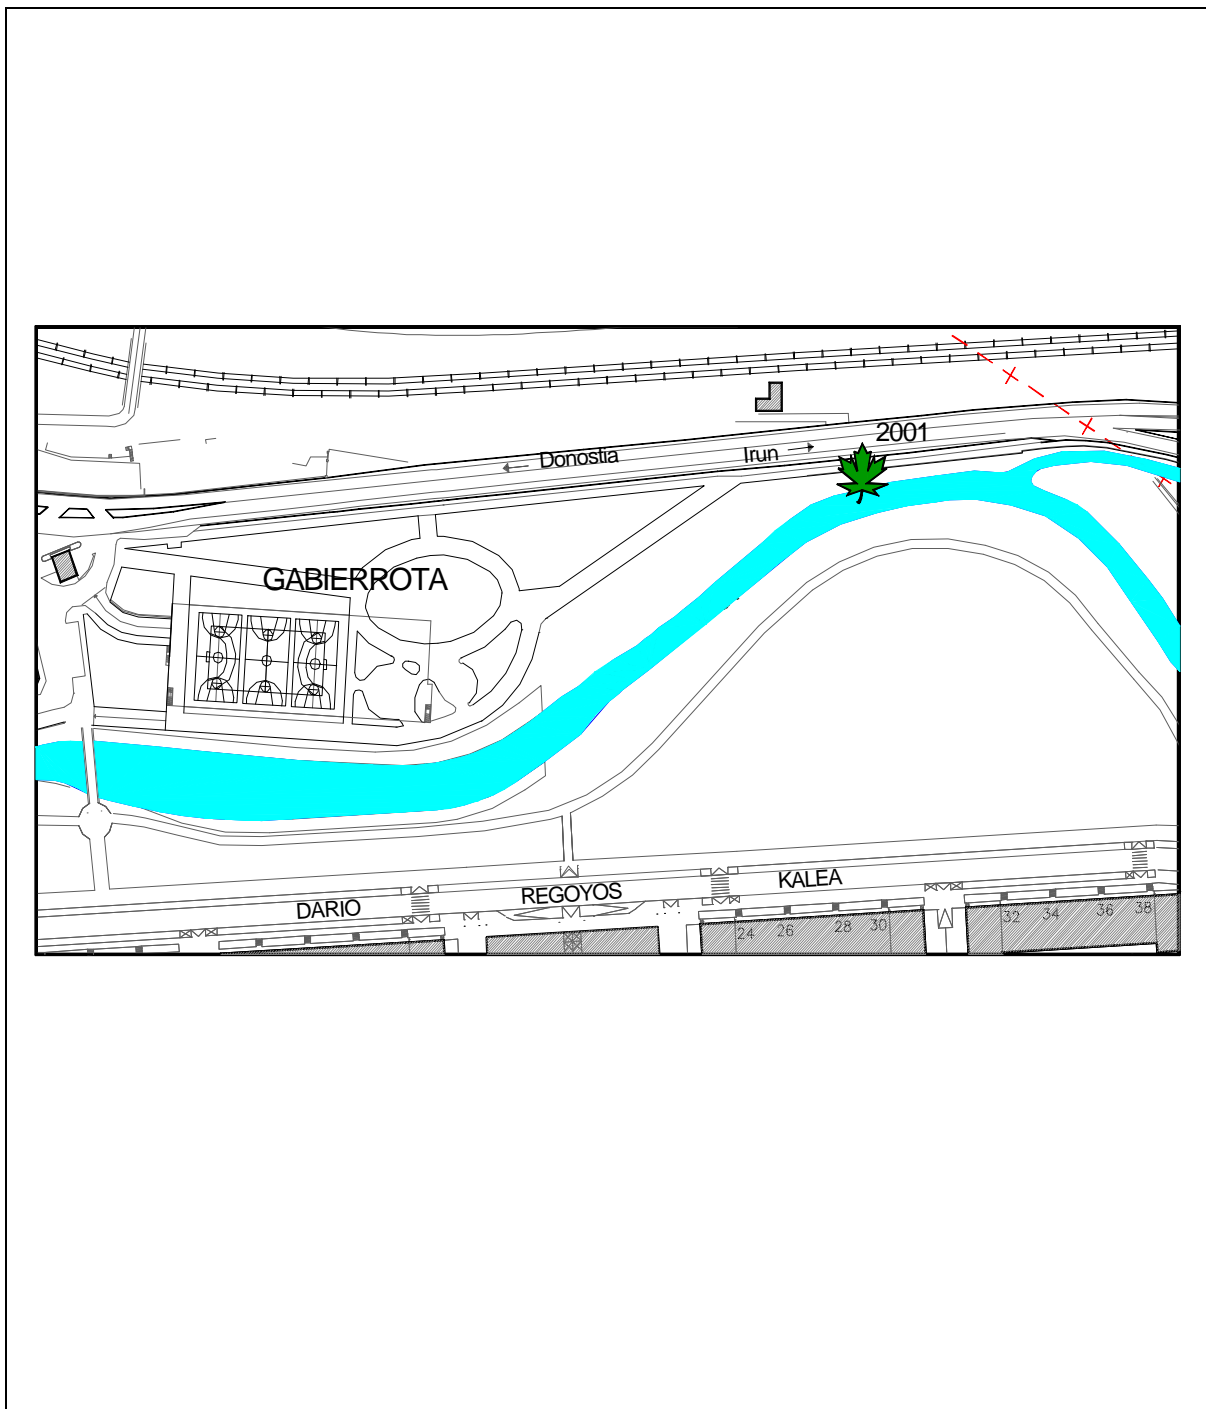 2001
Donostia
Irun
GABIERROTA
DARIO REGOYOS KALEA
24 26 28 30 32 34 36 38